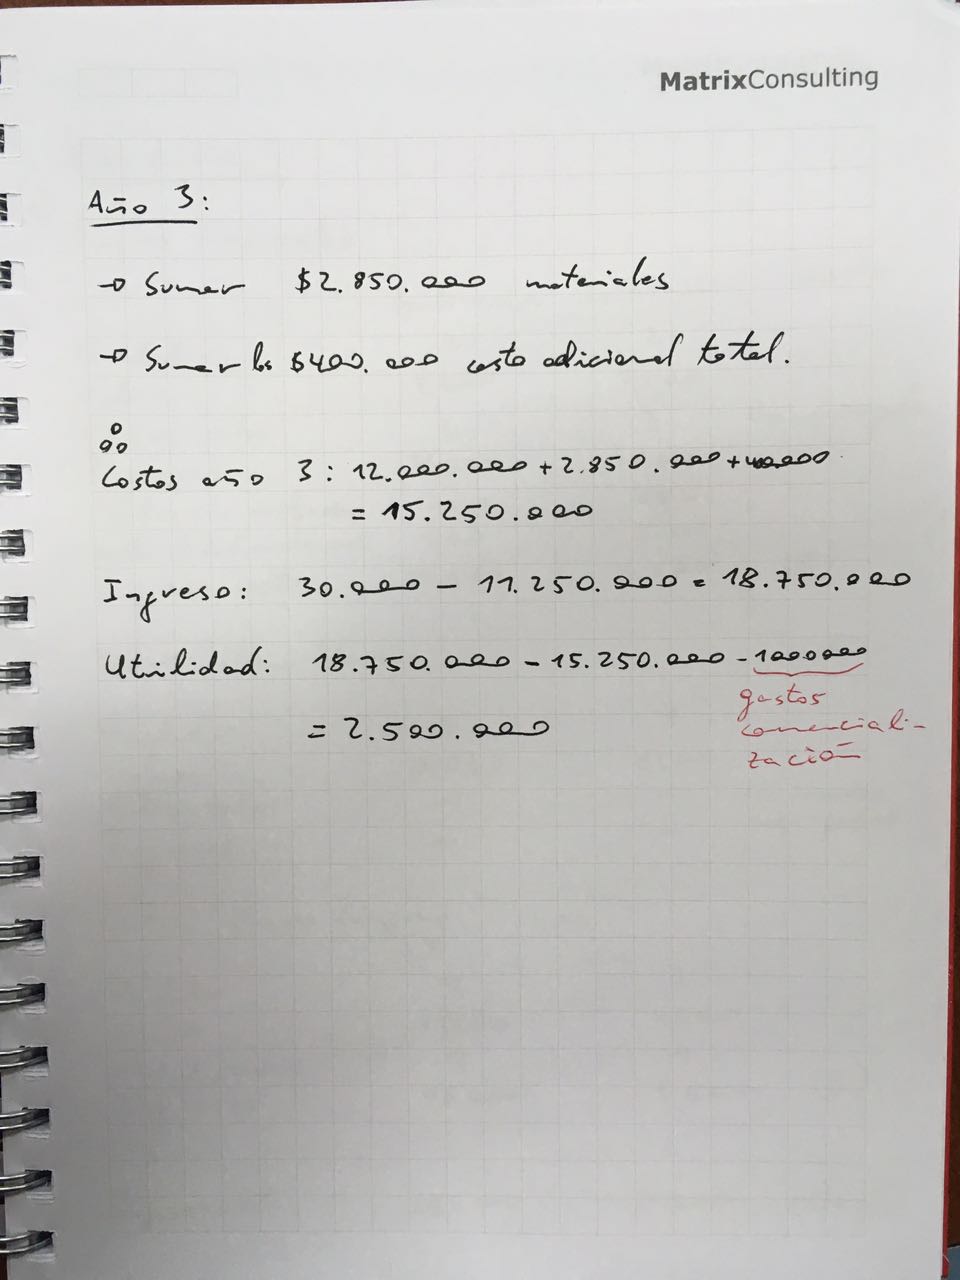 MatrixConsulting
Año 3:
→ Sumar $2.850.000 materiales
→ Sumar los $400.000 costo adicional total.
Costos año 3: 12.000.000 + 2.850.000 + 400.000
= 15.250.000
Ingreso: 30.000 - 11.250.000 = 18.750.000
Utilidad: 18.750.000 - 15.250.000 - 1000000
gastos
comerciali-
zación
= 2.500.000